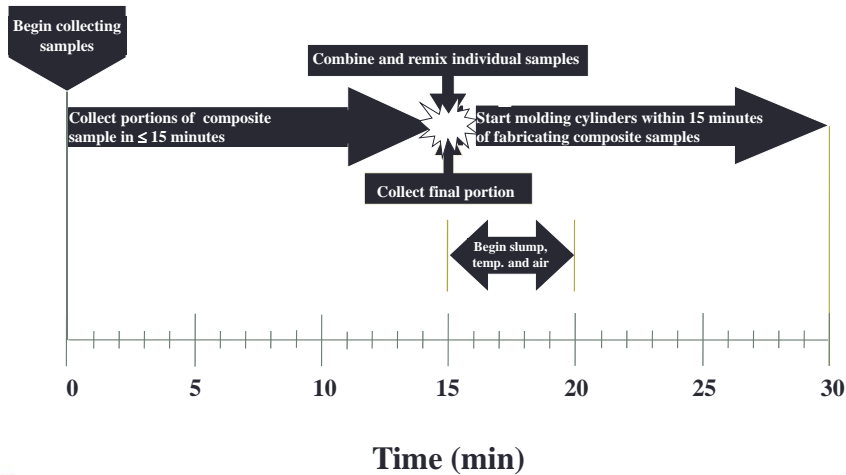 Begin collecting
samples
Combine and remix individual samples
Collect portions of composite
sample in ≤ 15 minutes
Start molding cylinders within 15 minutes
of fabricating composite samples
Collect final portion
Begin slump,
temp. and air
0 5 10 15 20 25 30
Time (min)